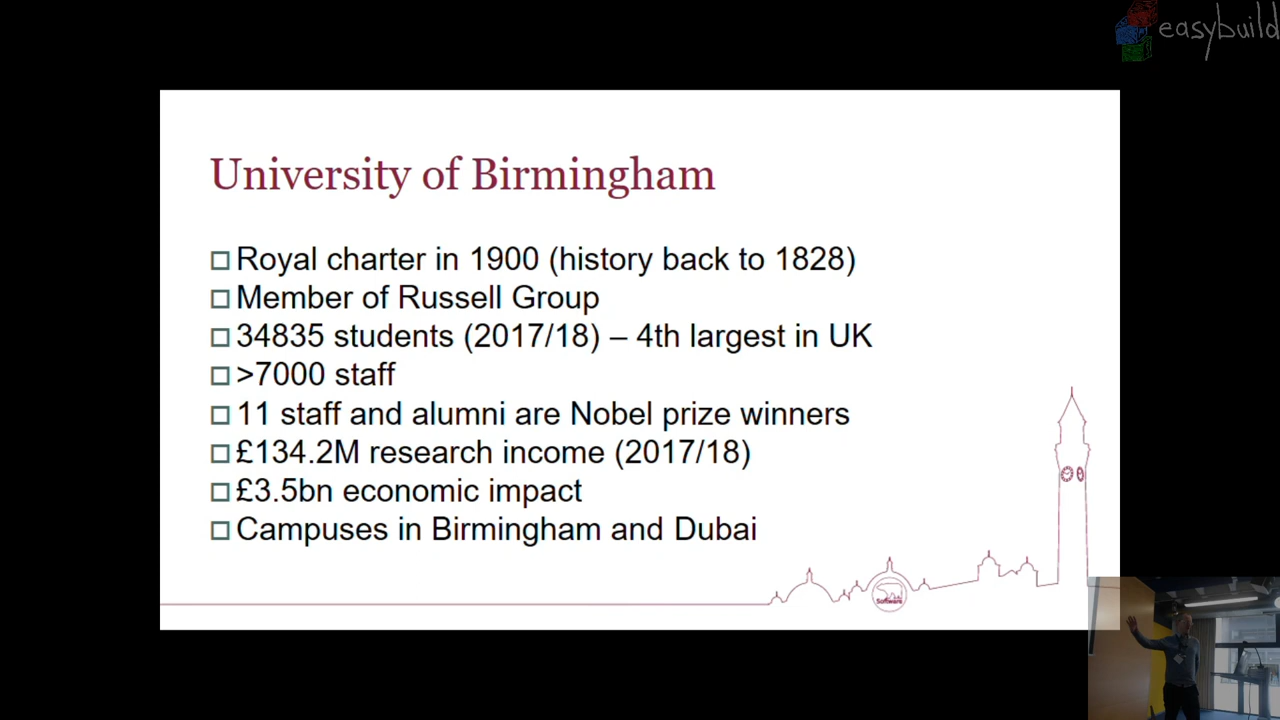 easybuild
University of Birmingham
Royal charter in 1900 (history back to 1828)
Member of Russell Group
34835 students (2017/18) – 4th largest in UK
>7000 staff
11 staff and alumni are Nobel prize winners
£134.2M research income (2017/18)
£3.5bn economic impact
Campuses in Birmingham and Dubai
Software